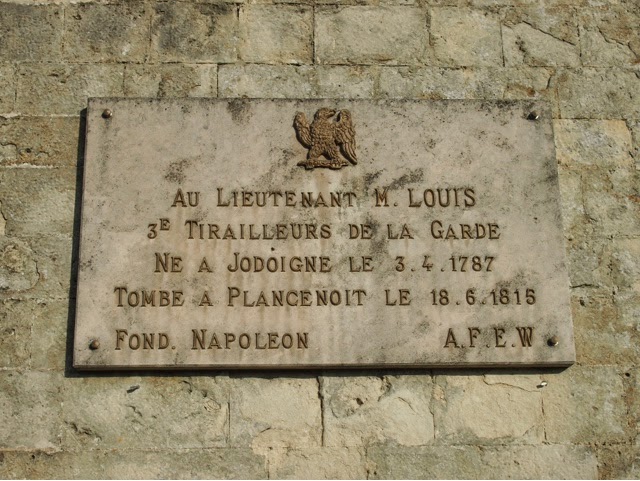 AU LIEUTENANT M. LOUIS
3E TIRAILLEURS DE LA GARDE
NE A JODOIGNE LE 3.4.1787
TOMBE A PLANCENOIT LE 18.6.1815
FOND. NAPOLEON A.F.E.W